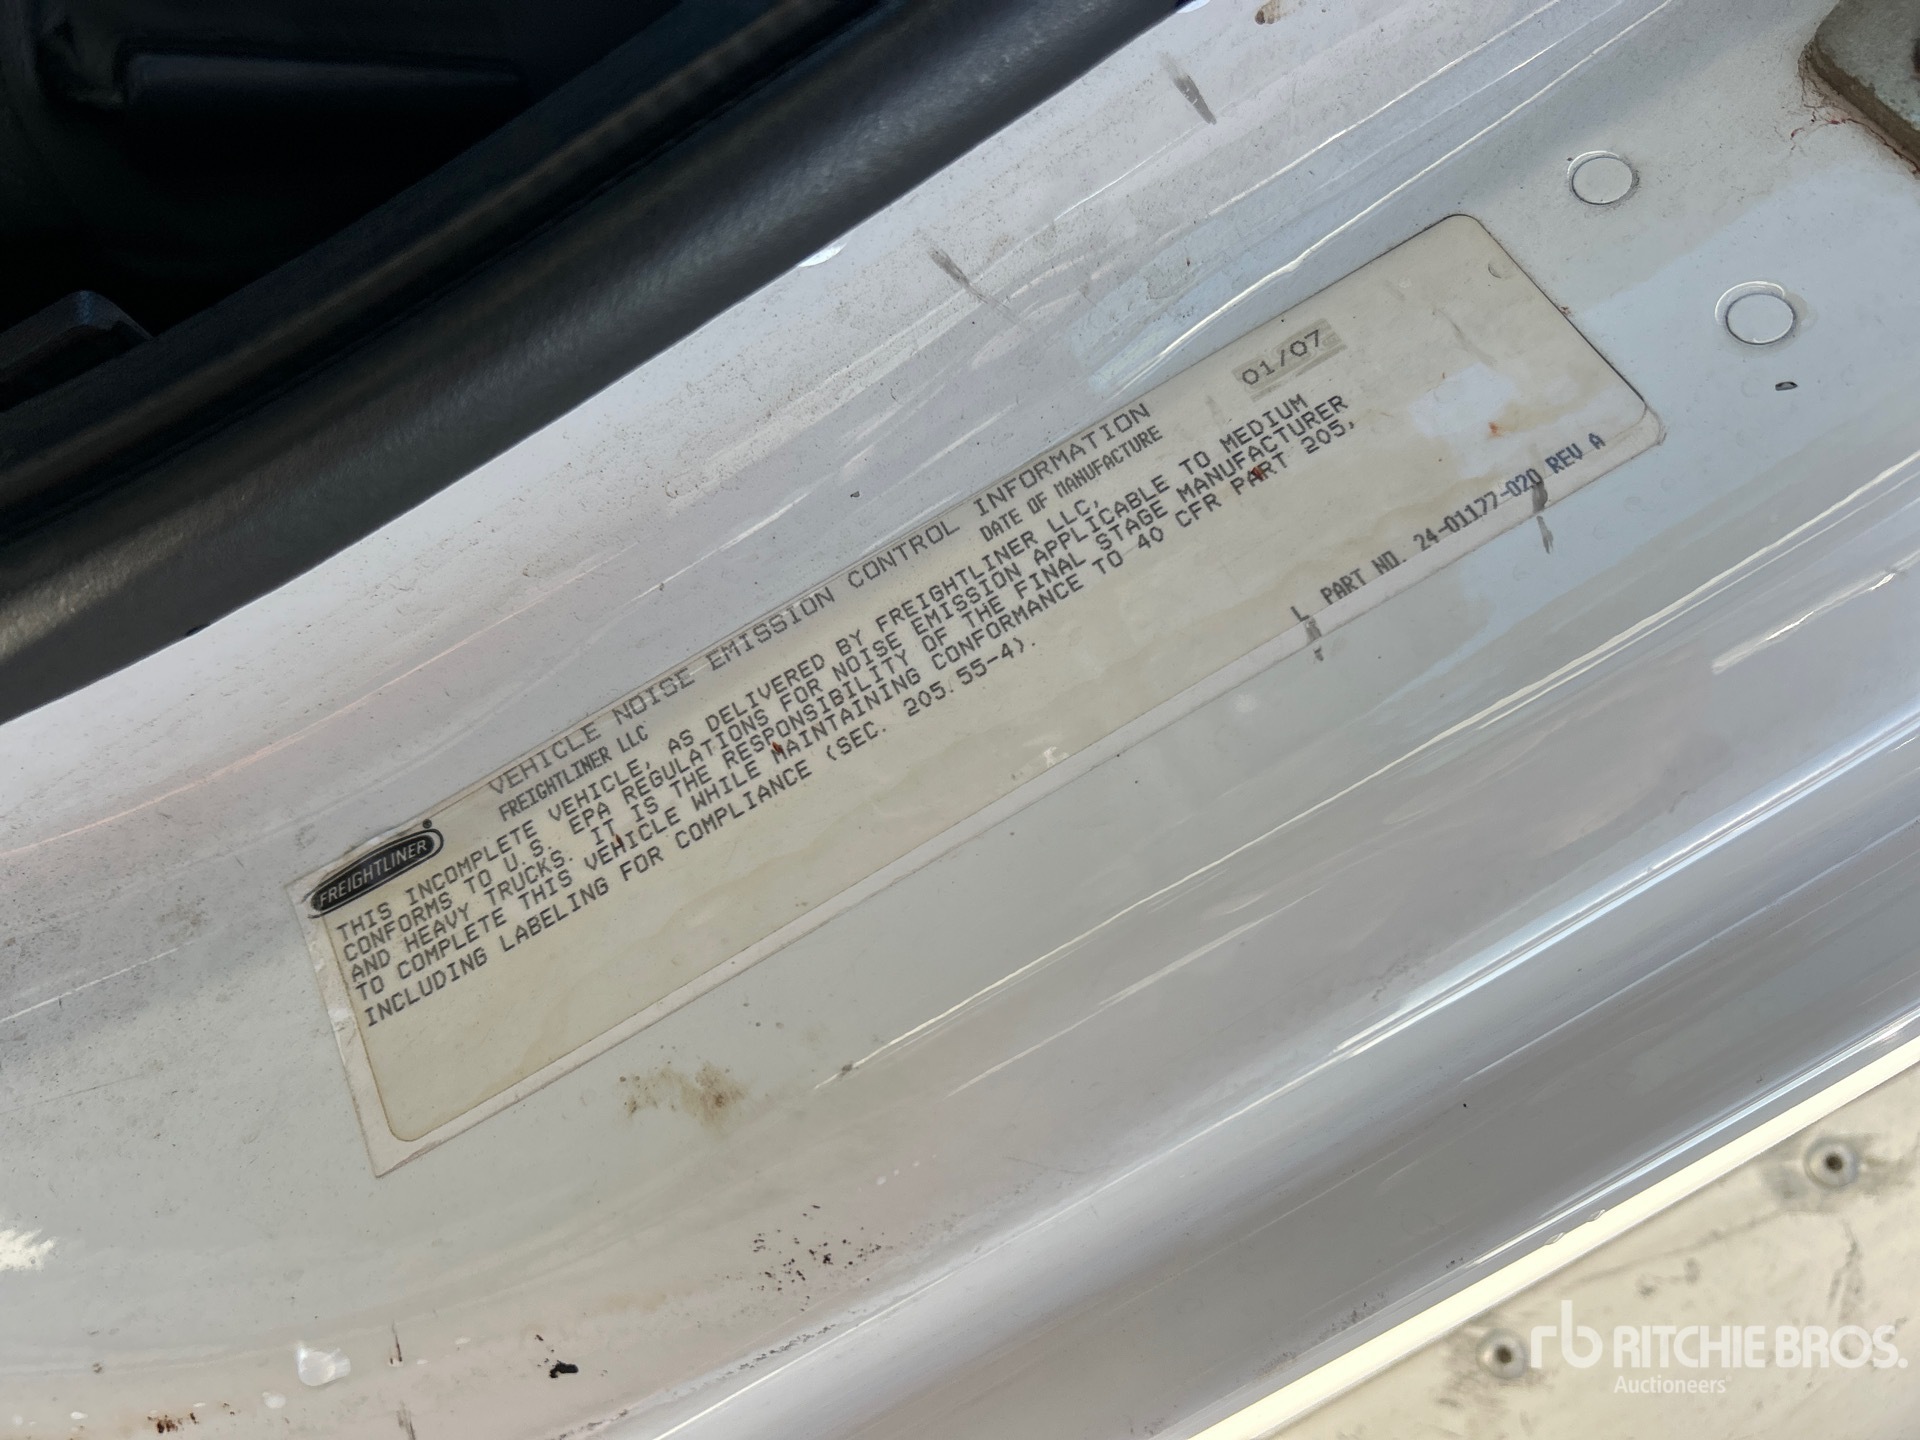 VEHICLE NOISE EMISSION CONTROL INFORMATION
FREIGHTLINER LLC DATE OF MANUFACTURE 01/07
FREIGHTLINER®
THIS INCOMPLETE VEHICLE, AS DELIVERED BY FREIGHTLINER LLC,
CONFORMS TO U.S. EPA REGULATIONS FOR NOISE EMISSION APPLICABLE TO MEDIUM
AND HEAVY TRUCKS. IT IS THE RESPONSIBILITY OF THE FINAL STAGE MANUFACTURER
TO COMPLETE THIS VEHICLE WHILE MAINTAINING CONFORMANCE TO 40 CFR PART 205,
INCLUDING LABELING FOR COMPLIANCE (SEC. 205.55-4).
L PART NO. 24-01177-020 REV A
rb RITCHIE BROS.
Auctioneers